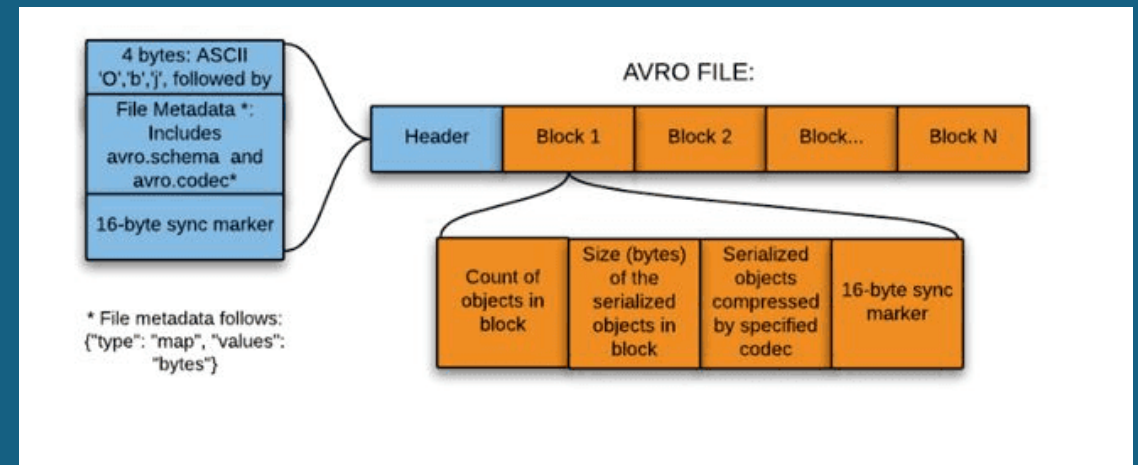 4 bytes: ASCII
'O','b','j', followed by
File Metadata *:
Includes
avro.schema and
avro.codec*
16-byte sync marker
* File metadata follows:
{"type": "map", "values":
"bytes"}
AVRO FILE:
Header
Block 1
Block 2
Block...
Block N
Count of
objects in
block
Size (bytes)
of the
serialized
objects in
block
Serialized
objects
compressed
by specified
codec
16-byte sync
marker